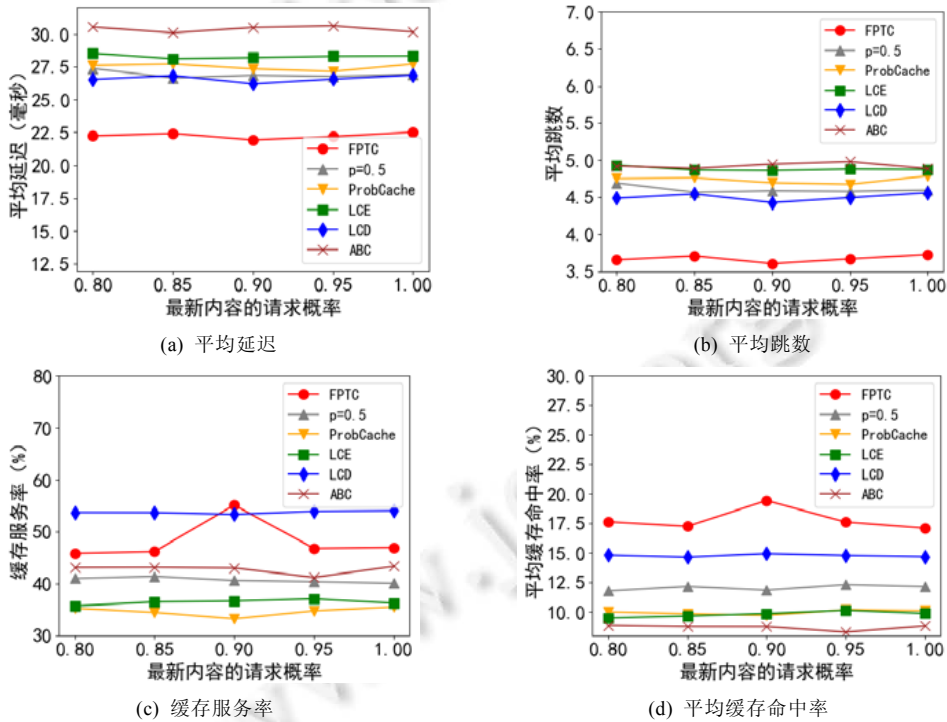 平均延迟（毫秒）
30.0
27.5
25.0
22.5
20.0
17.5
15.0
12.5
0.80 0.85 0.90 0.95 1.00
FPTC
p=0.5
ProbCache
LCE
LCD
ABC
最新内容的请求概率
(a) 平均延迟
平均跳数
7.0
6.5
6.0
5.5
5.0
4.5
4.0
3.5
0.80 0.85 0.90 0.95 1.00
FPTC
p=0.5
ProbCache
LCE
LCD
ABC
最新内容的请求概率
(b) 平均跳数
缓存服务率（%）
80
70
60
50
40
30
0.80 0.85 0.90 0.95 1.00
FPTC
p=0.5
ProbCache
LCE
LCD
ABC
最新内容的请求概率
(c) 缓存服务率
平均缓存命中率（%）
30.0
27.5
25.0
22.5
20.0
17.5
15.0
12.5
10.0
0.80 0.85 0.90 0.95 1.00
FPTC
p=0.5
ProbCache
LCE
LCD
ABC
最新内容的请求概率
(d) 平均缓存命中率